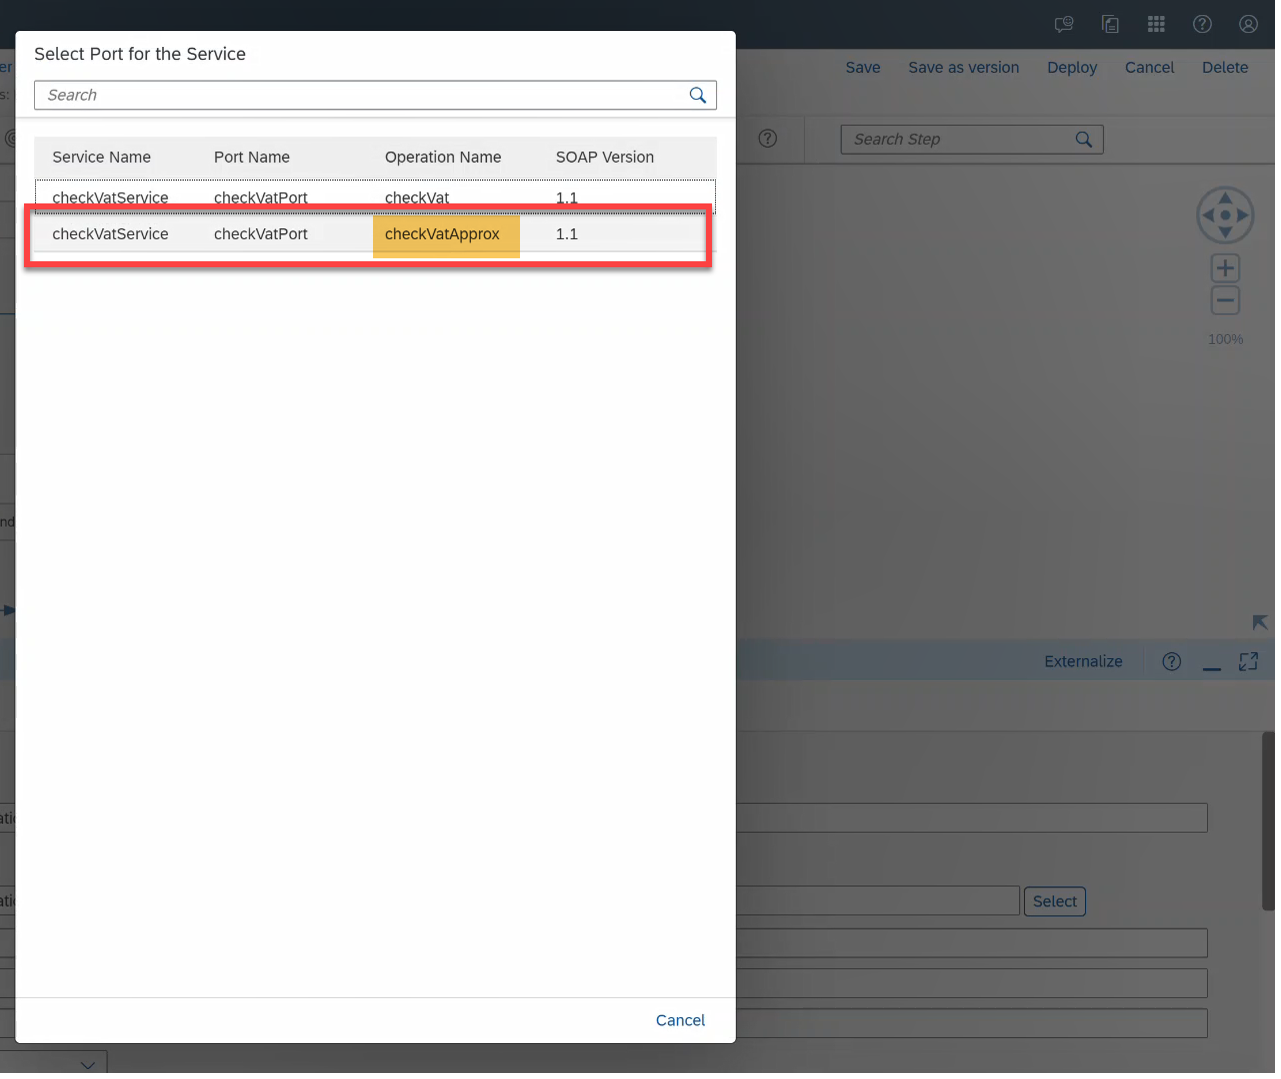 Select Port for the Service
Search
Service Name Port Name Operation Name SOAP Version
checkVatService checkVatPort checkVat 1.1
checkVatService checkVatPort checkVatApprox 1.1
Cancel
Save Save as version Deploy Cancel Delete
Search Step
100%
Externalize
Select